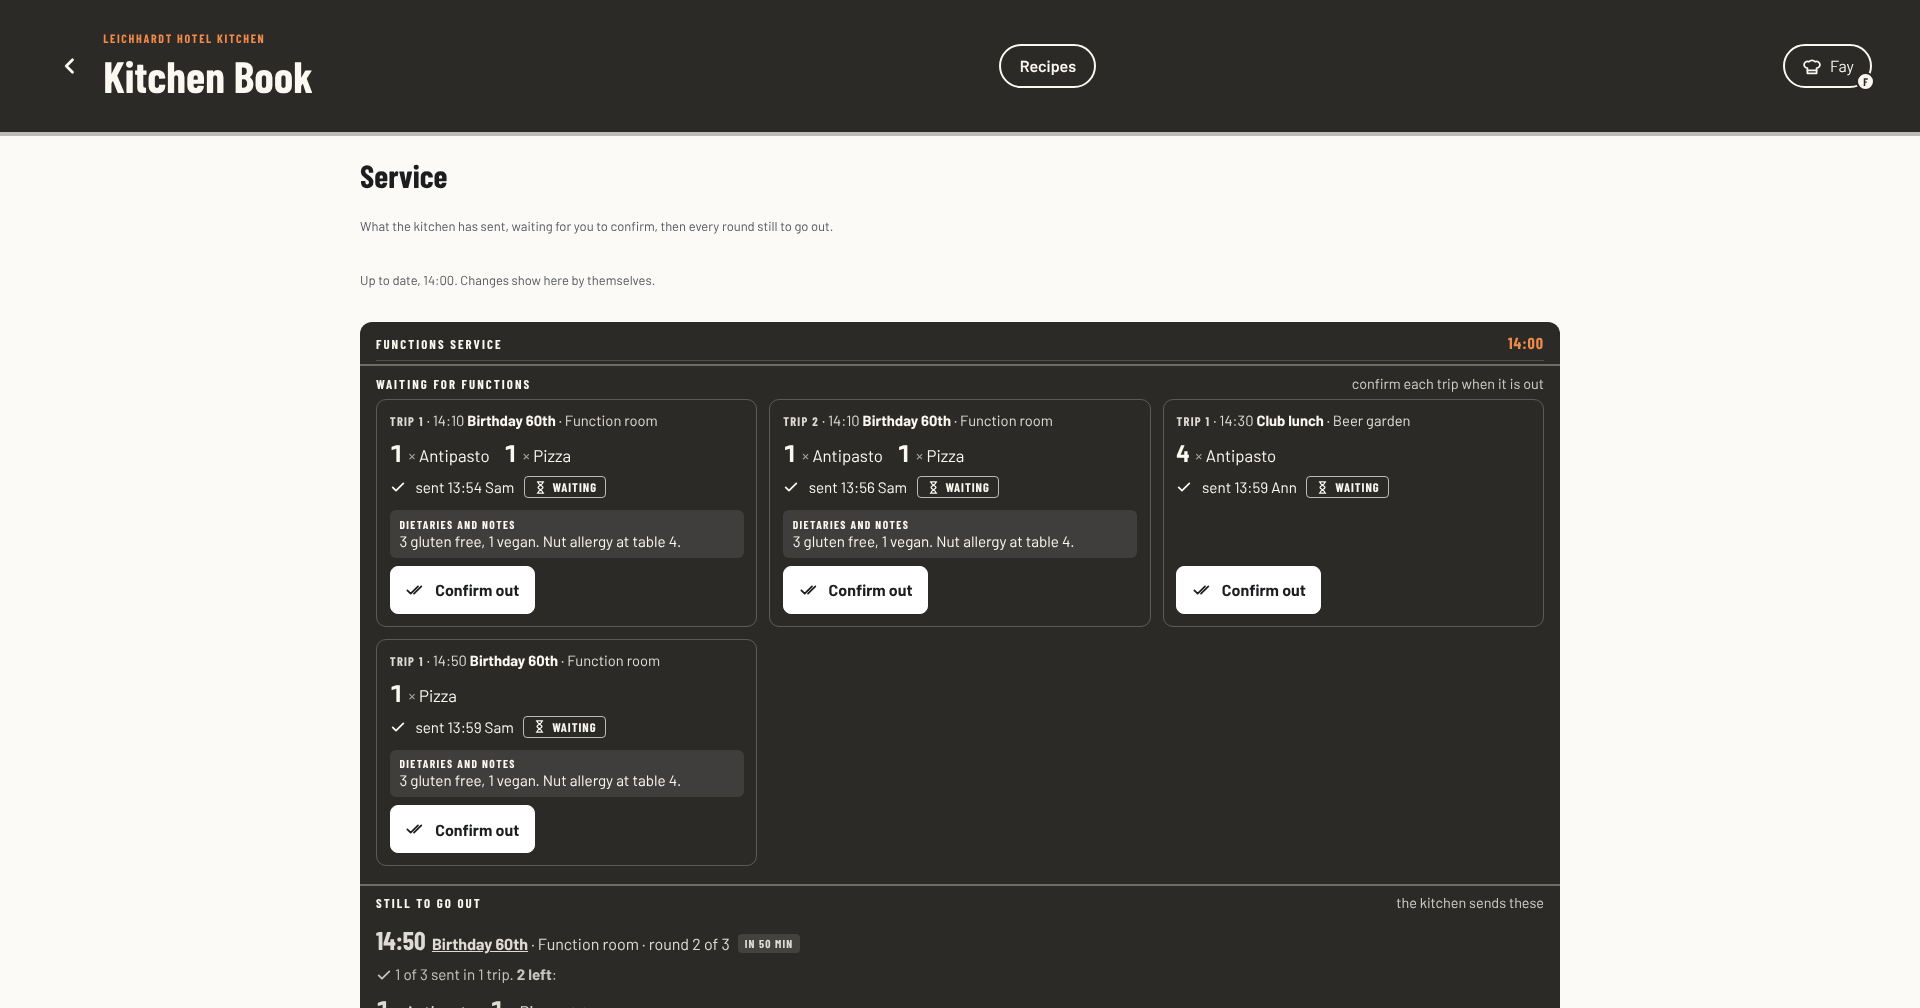 LEICHHARDT HOTEL KITCHEN
Kitchen Book
Recipes
Fay
F
Service
What the kitchen has sent, waiting for you to confirm, then every round still to go out.
Up to date, 14:00. Changes show here by themselves.
FUNCTIONS SERVICE
14:00
WAITING FOR FUNCTIONS
confirm each trip when it is out
TRIP 1 · 14:10 Birthday 60th · Function room
1 × Antipasto 1 × Pizza
sent 13:54 Sam WAITING
DIETARIES AND NOTES
3 gluten free, 1 vegan. Nut allergy at table 4.
Confirm out
TRIP 2 · 14:10 Birthday 60th · Function room
1 × Antipasto 1 × Pizza
sent 13:56 Sam WAITING
DIETARIES AND NOTES
3 gluten free, 1 vegan. Nut allergy at table 4.
Confirm out
TRIP 1 · 14:30 Club lunch · Beer garden
4 × Antipasto
sent 13:59 Ann WAITING
Confirm out
TRIP 1 · 14:50 Birthday 60th · Function room
1 × Pizza
sent 13:59 Sam WAITING
DIETARIES AND NOTES
3 gluten free, 1 vegan. Nut allergy at table 4.
Confirm out
STILL TO GO OUT
the kitchen sends these
14:50 Birthday 60th · Function room · round 2 of 3 IN 50 MIN
1 of 3 sent in 1 trip. 2 left: